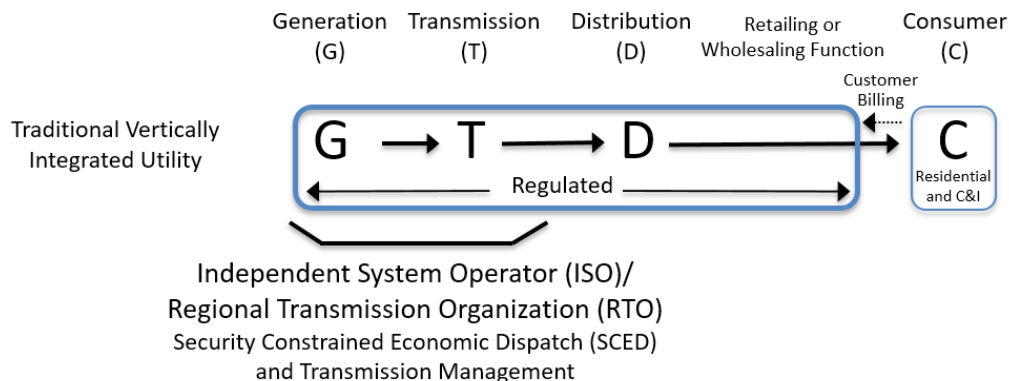 Generation
(G)
Transmission
(T)
Distribution
(D)
Retailing or
Wholesaling Function
Consumer
(C)
Customer
Billing
Traditional Vertically
Integrated Utility
G
T
D
C
Residential
and C&I
Regulated
Independent System Operator (ISO)/
Regional Transmission Organization (RTO)
Security Constrained Economic Dispatch (SCED)
and Transmission Management